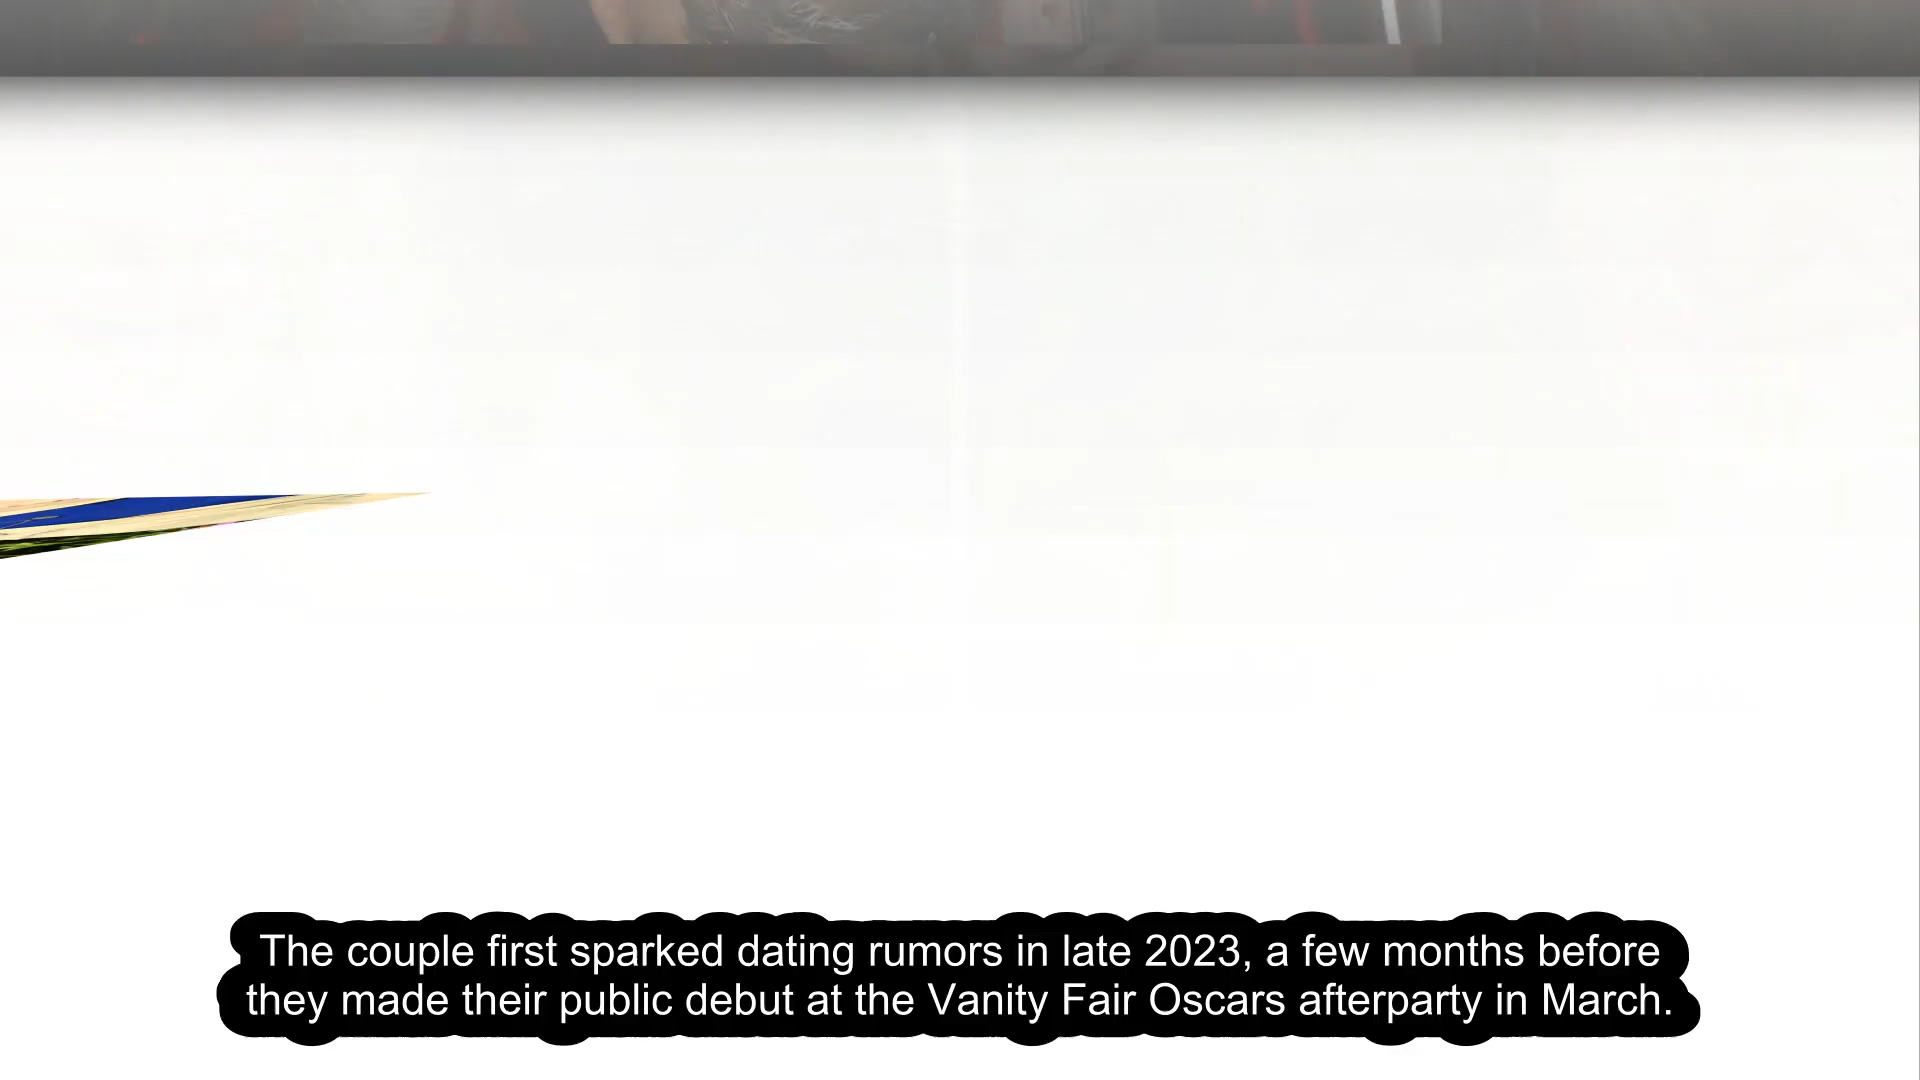 The couple first sparked dating rumors in late 2023, a few months before
they made their public debut at the Vanity Fair Oscars afterparty in March.